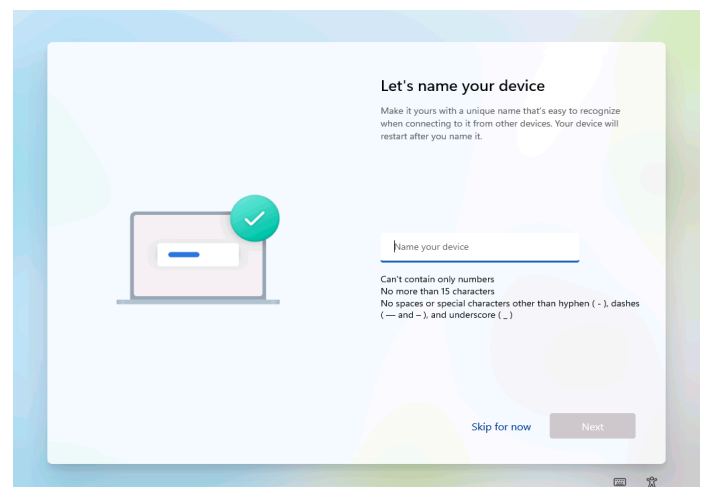 Let's name your device
Make it yours with a unique name that's easy to recognize
when connecting to it from other devices. Your device will
restart after you name it.
Name your device
Can't contain only numbers
No more than 15 characters
No spaces or special characters other than hyphen ( - ), dashes
( — and – ), and underscore ( _ )
Skip for now
Next